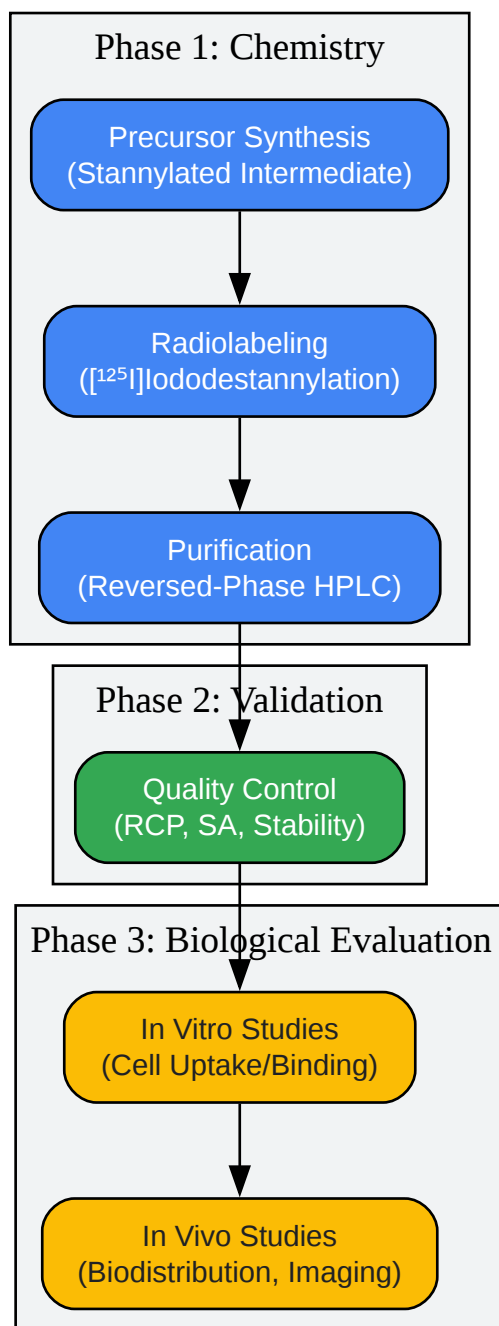 Phase 1: Chemistry
Precursor Synthesis
(Stannylated Intermediate)
Radiolabeling
([¹²⁵I]Iododestannylation)
Purification
(Reversed-Phase HPLC)
Phase 2: Validation
Quality Control
(RCP, SA, Stability)
Phase 3: Biological Evaluation
In Vitro Studies
(Cell Uptake/Binding)
In Vivo Studies
(Biodistribution, Imaging)